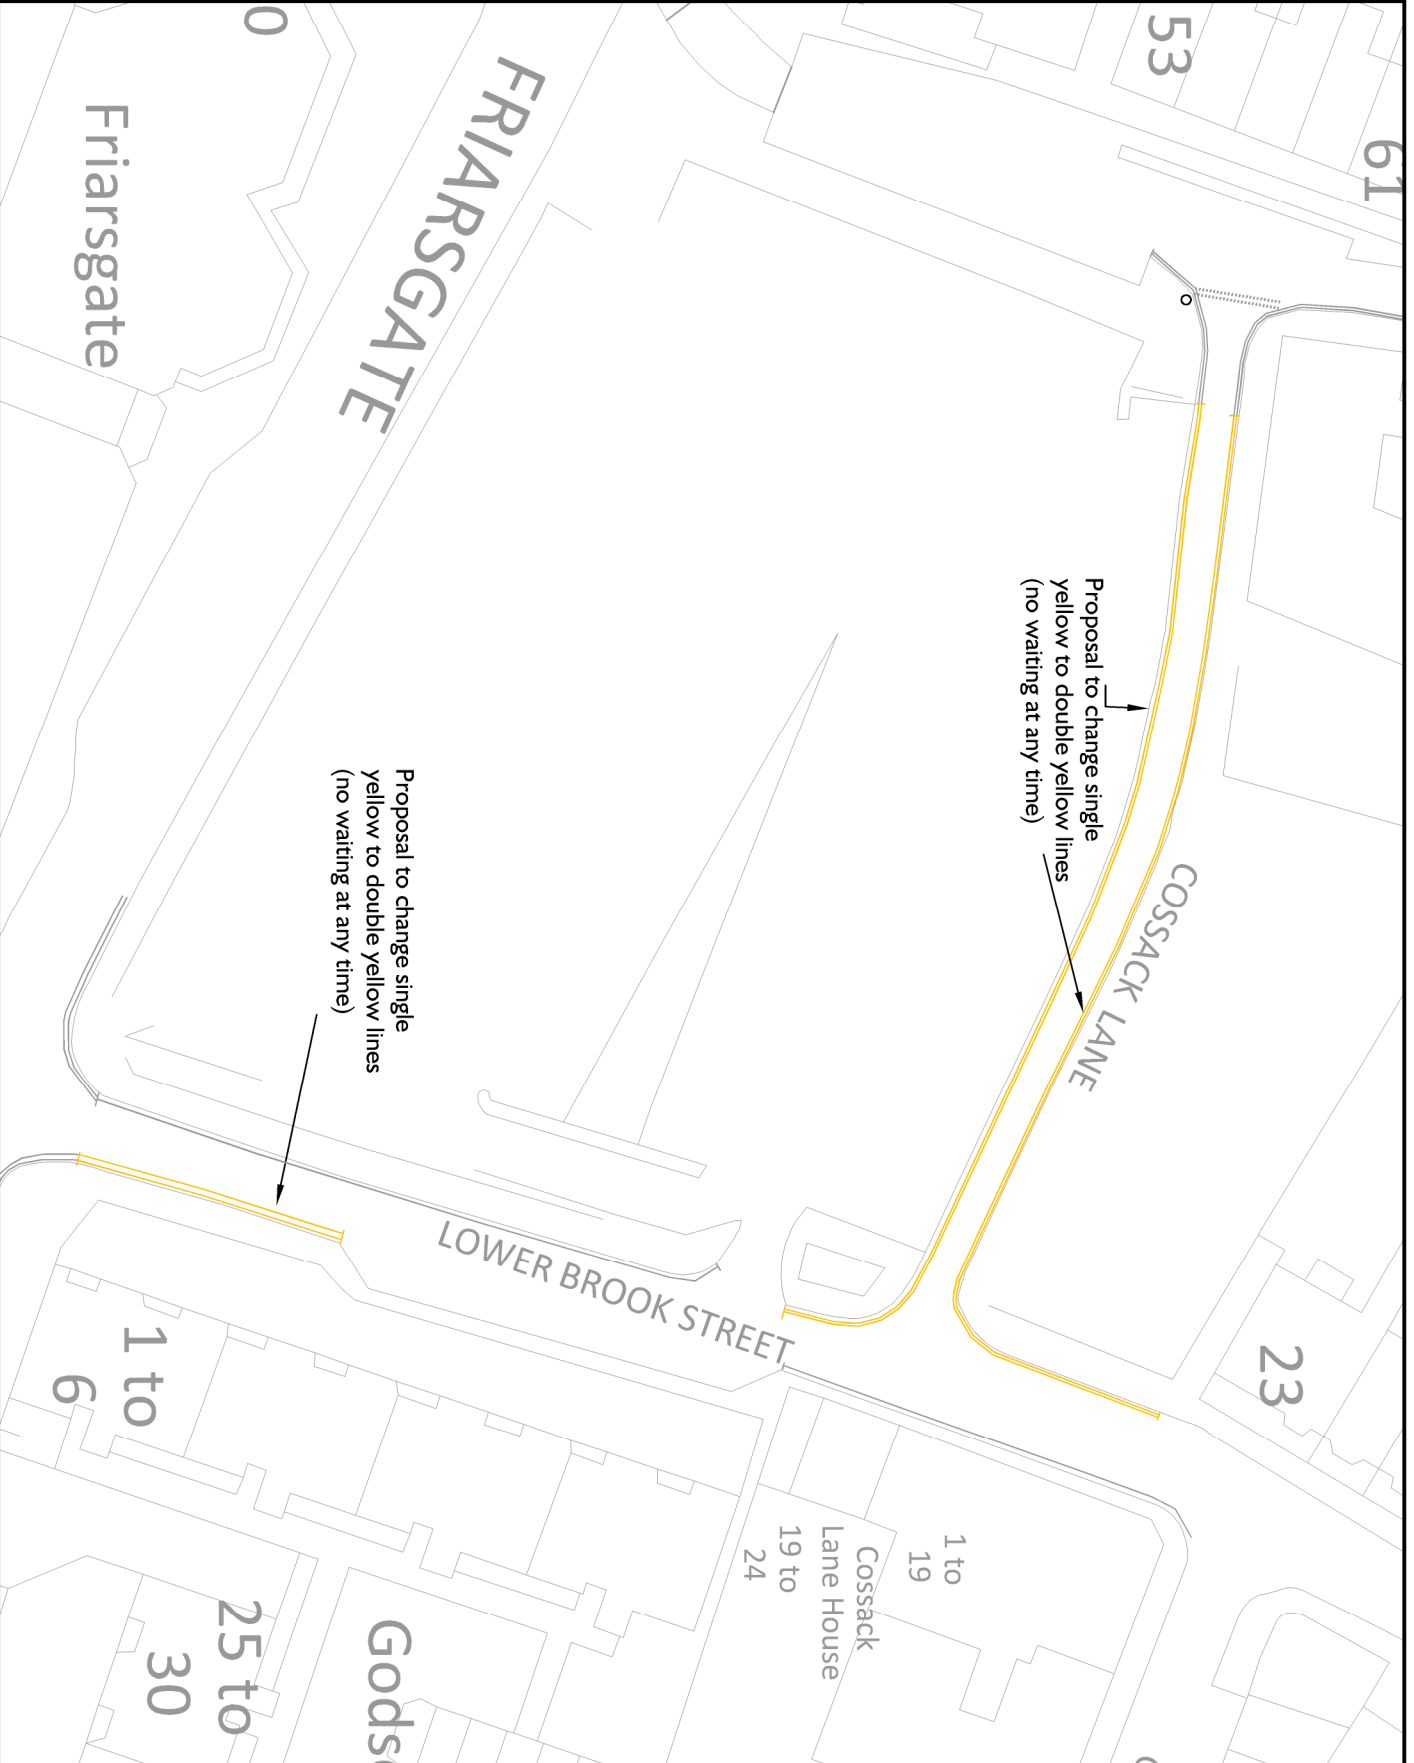 53
61
0
Friarsgate
FRIARSGATE
Proposal to change single
yellow to double yellow lines
(no waiting at any time)
COSSACK LANE
Proposal to change single
yellow to double yellow lines
(no waiting at any time)
LOWER BROOK STREET
23
1 to
6
1 to
19
Cossack
Lane House
19 to
24
25 to
30